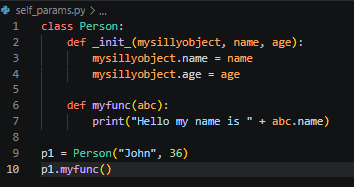 self_params.py > ...
1 class Person:
2     def _init_(mysillyobject, name, age):
3         mysillyobject.name = name
4         mysillyobject.age = age
5
6     def myfunc(abc):
7         print("Hello my name is " + abc.name)
8
9 p1 = Person("John", 36)
10 p1.myfunc()